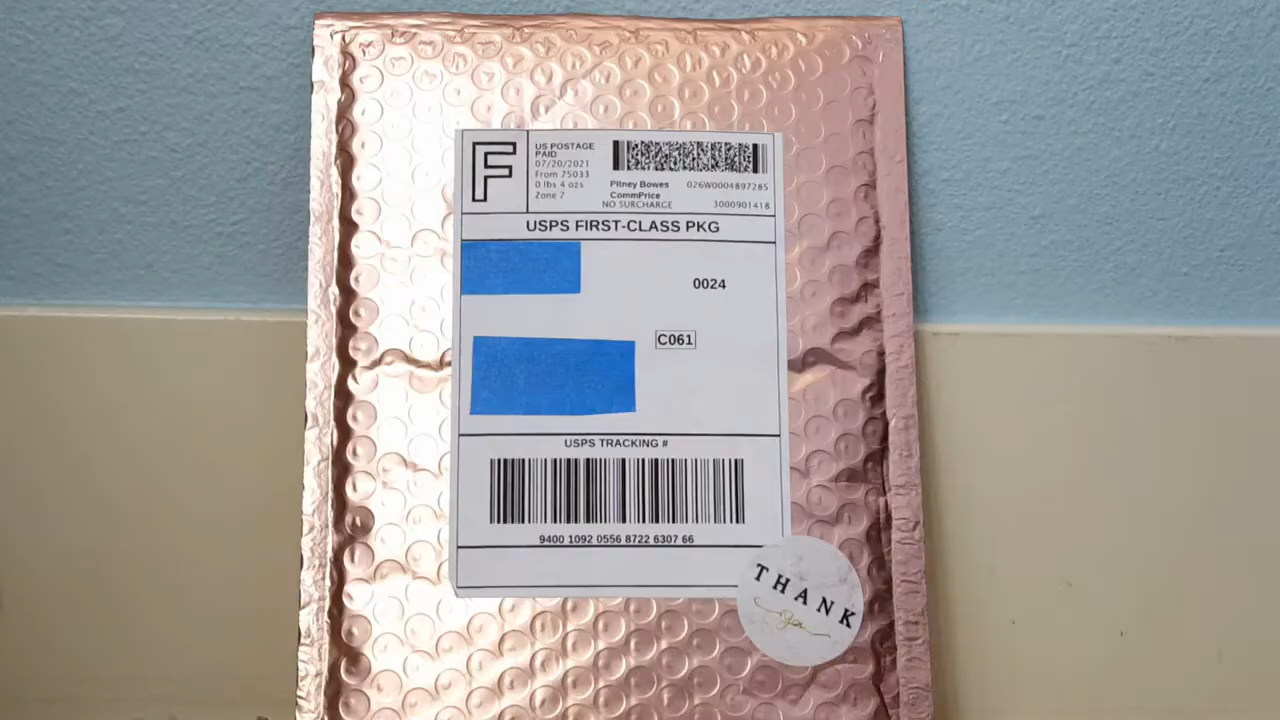 F
US POSTAGE
PAID
07/20/2021
From 75033
0 lbs 4 ozs
Zone 7
Pitney Bowes
CommPrice
NO SURCHARGE
026W0004897285
3000901418
USPS FIRST-CLASS PKG
0024
C061
USPS TRACKING #
9400 1092 0556 8722 6307 66
THANK
you